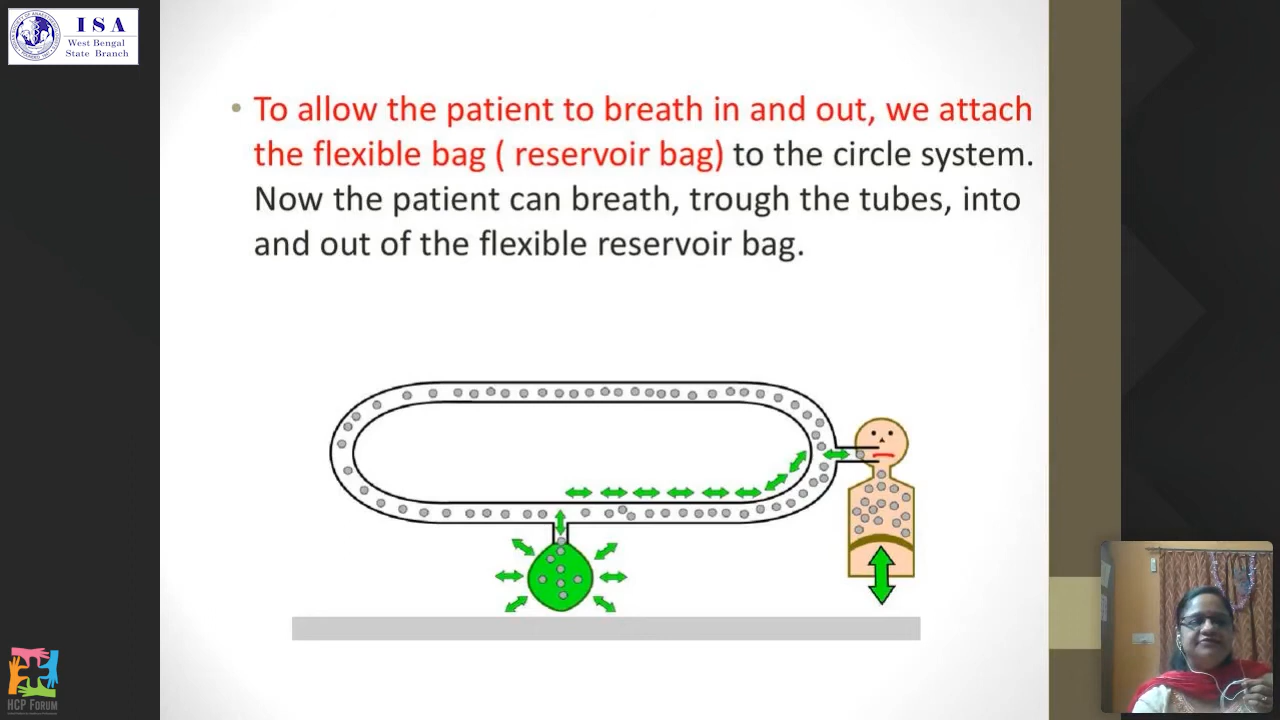 I S A
West Bengal
State Branch
• To allow the patient to breath in and out, we attach
the flexible bag ( reservoir bag) to the circle system.
Now the patient can breath, trough the tubes, into
and out of the flexible reservoir bag.
HCP FORUM